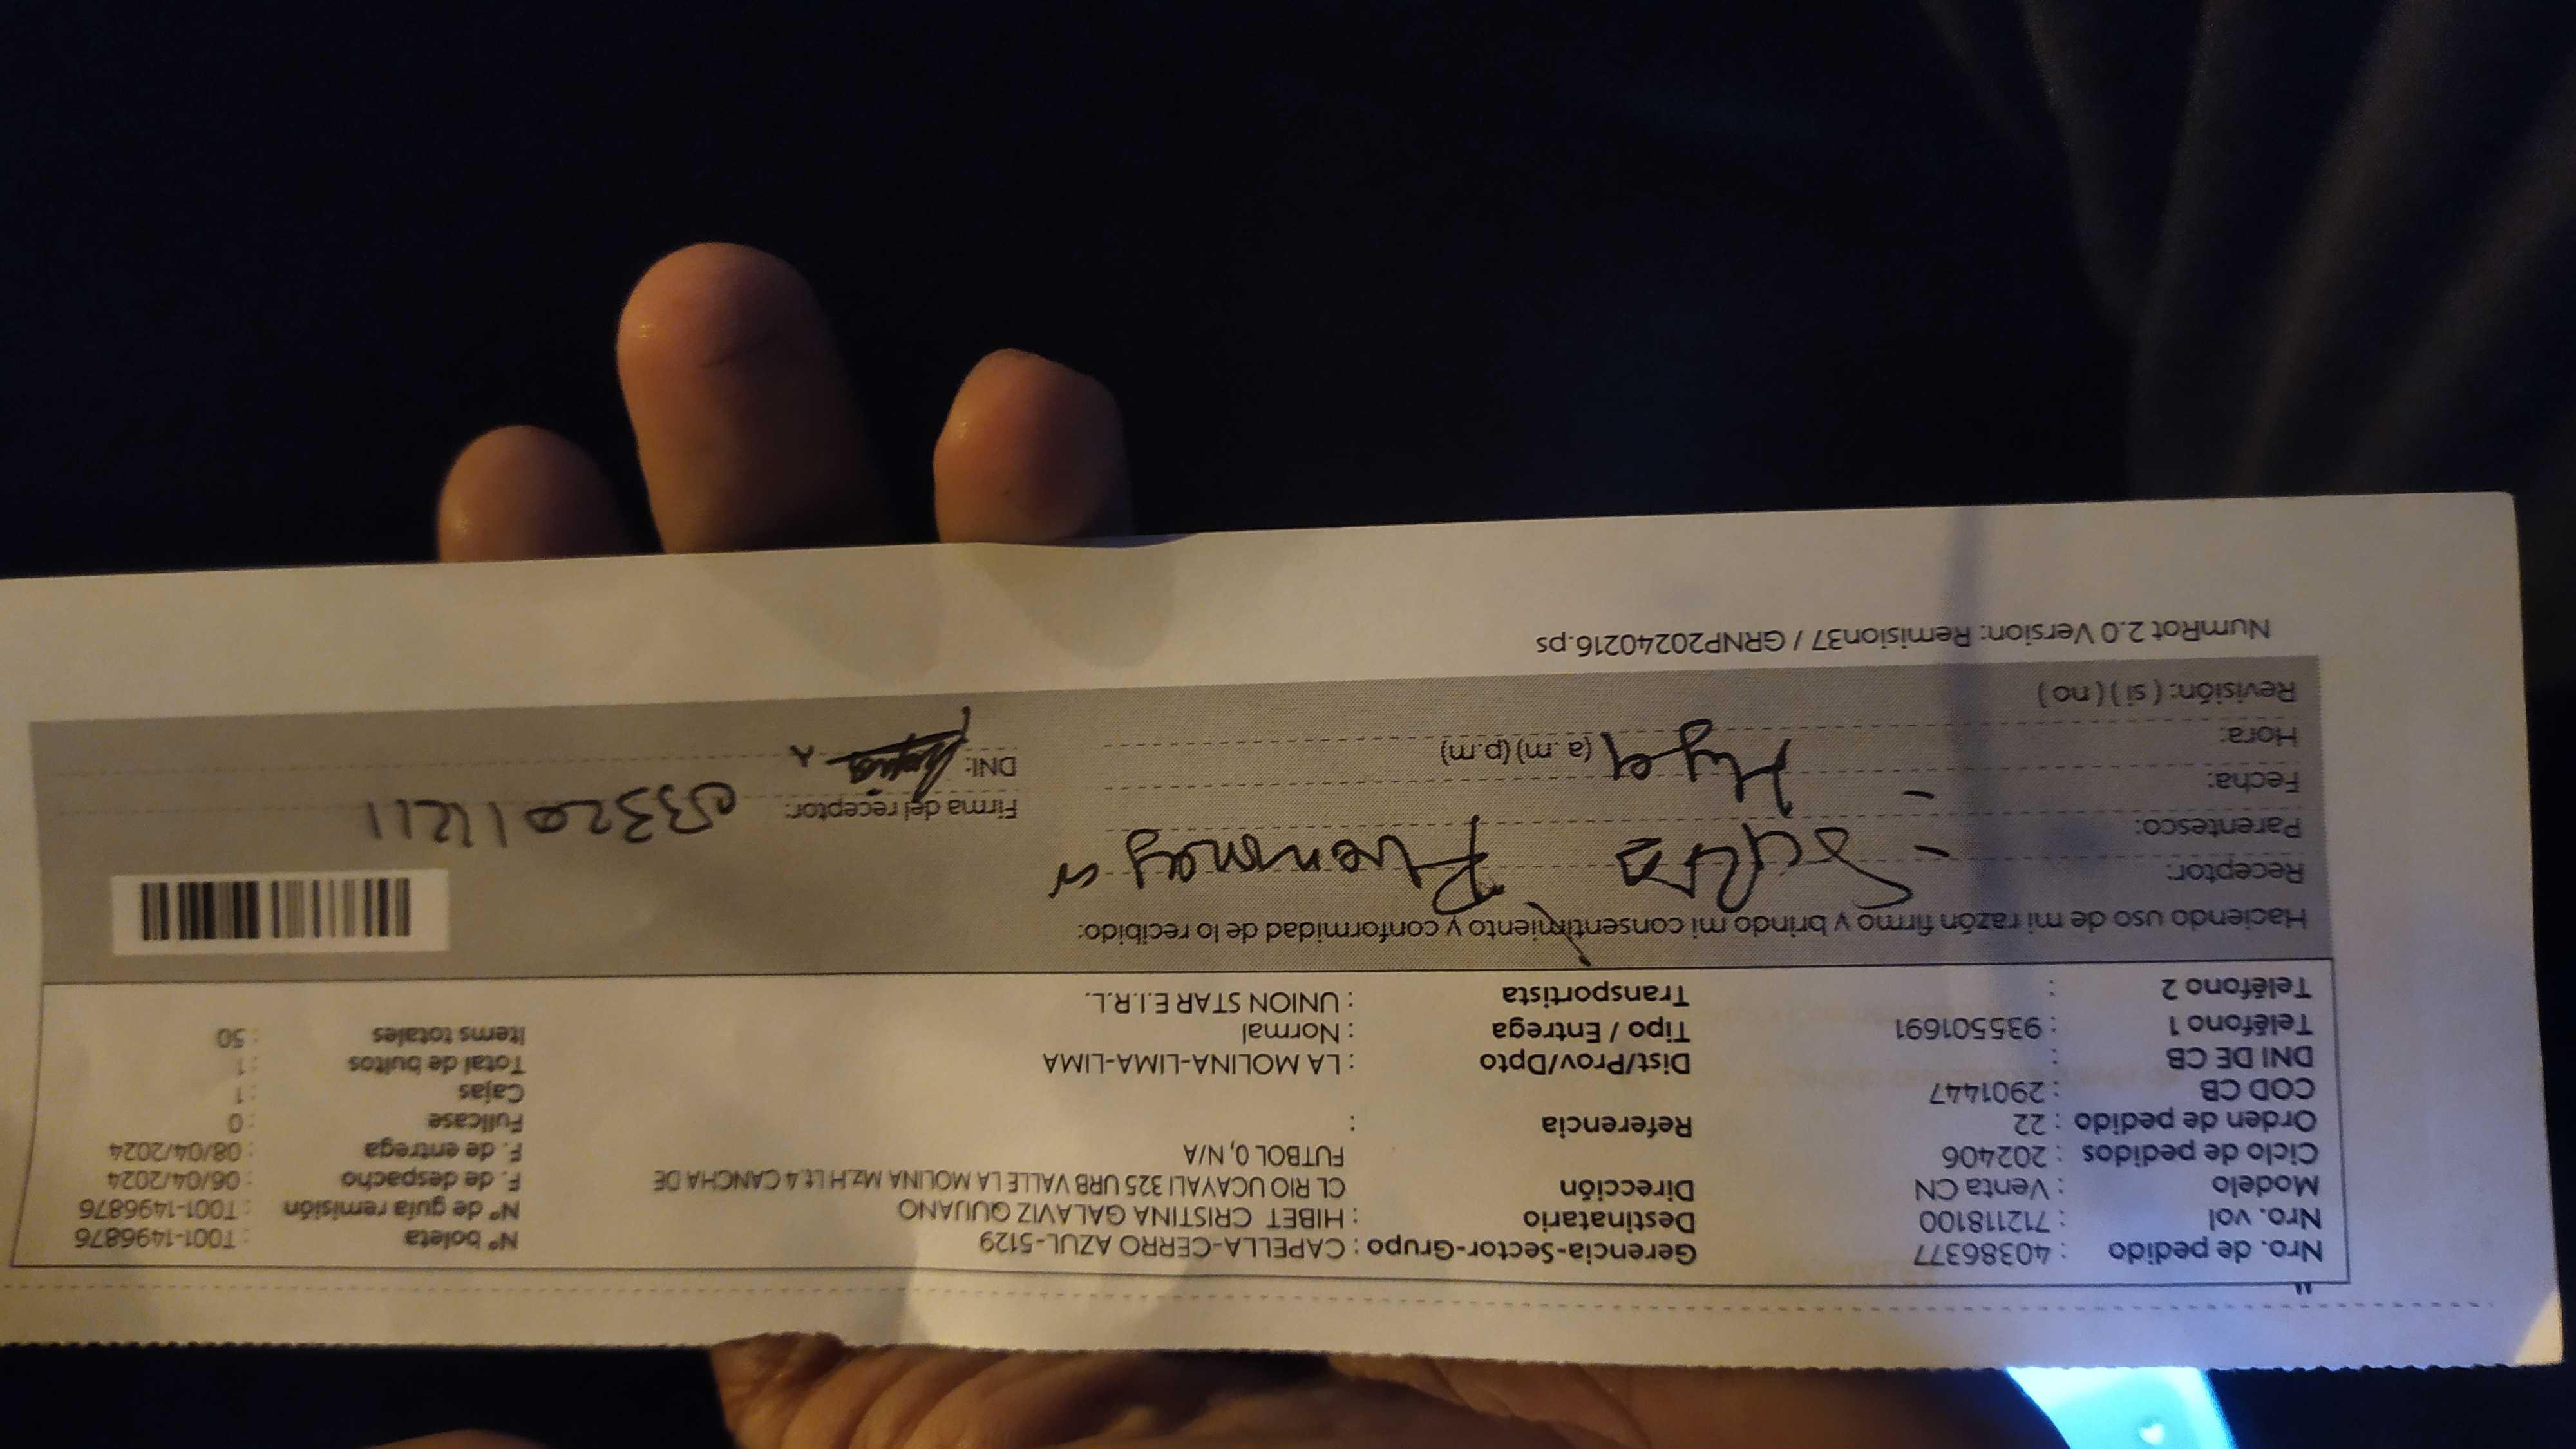 Nro. de pedido : 40386377 Gerencia-Sector-Grupo : CAPELLA-CERRO AZUL-5129 Nº boleta : T001-1496876
Nro. vol : 712118100 Destinatario : HIBET CRISTINA GALAVIZ QUIJANO Nº de guía remisión : T001-1496876
Modelo : Venta CN Dirección CL RIO UCAYALI 325 URB VALLE LA MOLINA MZ.H Lt.4 CANCHA DE F. de despacho : 06/04/2024
Ciclo de pedidos : 202406 FUTBOL 0, N/A F. de entrega : 08/04/2024
Orden de pedido : 22 Referencia : Fullcase : 0
COD CB : 2901447 Cajas : 1
DNI DE CB : Dist/Prov/Dpto : LA MOLINA-LIMA-LIMA Total de bultos : 1
Teléfono 1 : 935501691 Tipo / Entrega : Normal Items totales : 50
Teléfono 2 : Transportista : UNION STAR E.I.R.L.
Haciendo uso de mi razón firmo y brindo mi consentimiento y conformidad de lo recibido:
Receptor:
Parentesco: Firma del receptor:
Fecha: DNI:
Hora: (a .m) (p.m)
Revisión: ( si ) ( no )
NumRot 2.0 Version: Remision37 / GRNP20240216.ps